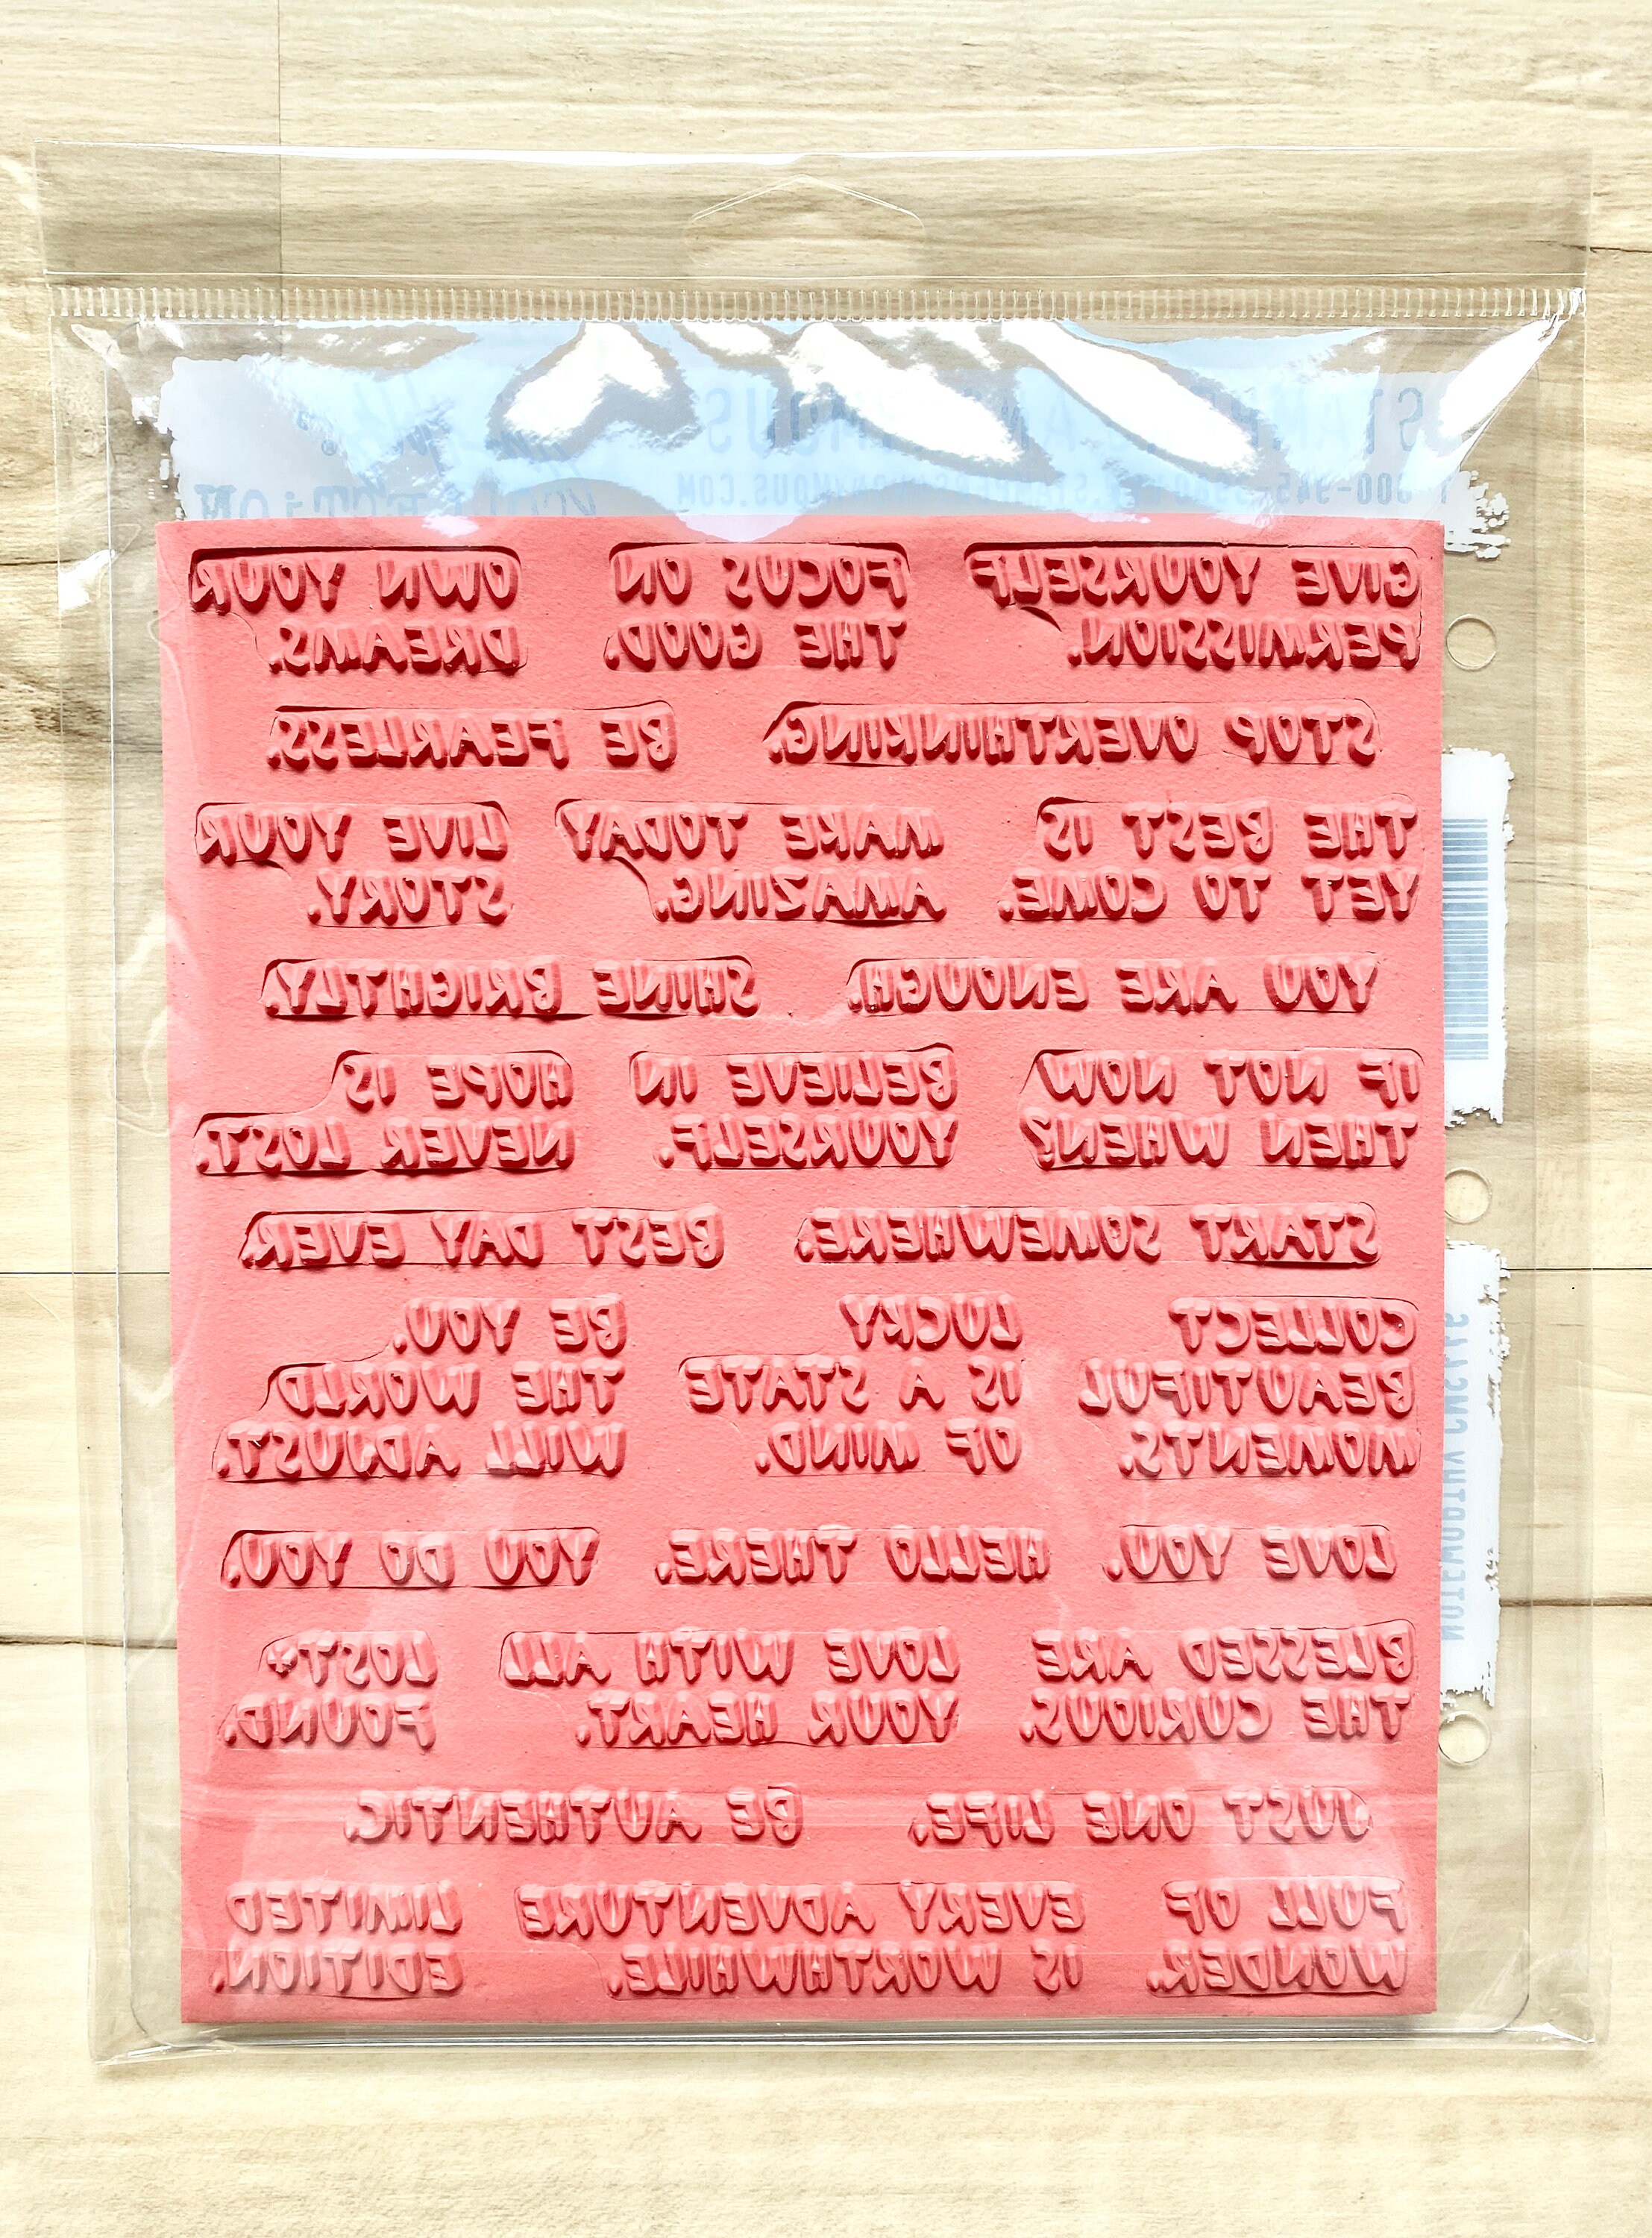 GIVE YOURSELF
PERMISSION.
FOCUS ON
THE GOOD.
OWN YOUR
DREAMS.
STOP OVERTHINKING.
BE FEARLESS.
THE BEST IS
YET TO COME.
MAKE TODAY
AMAZING.
LIVE YOUR
STORY.
YOU ARE ENOUGH.
SHINE BRIGHTLY.
IF NOT NOW
THEN WHEN?
BELIEVE IN
YOURSELF.
HOPE IS
NEVER LOST.
START SOMEWHERE.
BEST DAY EVER.
COLLECT
BEAUTIFUL
MOMENTS.
LUCKY
IS A STATE
OF MIND.
BE YOU.
THE WORLD
WILL ADJUST.
LOVE YOU.
HELLO THERE.
YOU DO YOU.
BLESSED ARE
THE CURIOUS.
LOVE WITH ALL
YOUR HEART.
LOST+
FOUND.
JUST ONE LIFE.
BE AUTHENTIC.
FULL OF
WONDER.
EVERY ADVENTURE
IS WORTHWHILE.
LIMITED
EDITION.
NOTEWORTHY